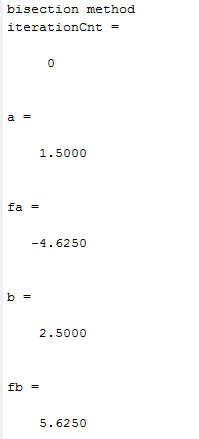 bisection method
iterationCnt =
0
a =
1.5000
fa =
-4.6250
b =
2.5000
fb =
5.6250